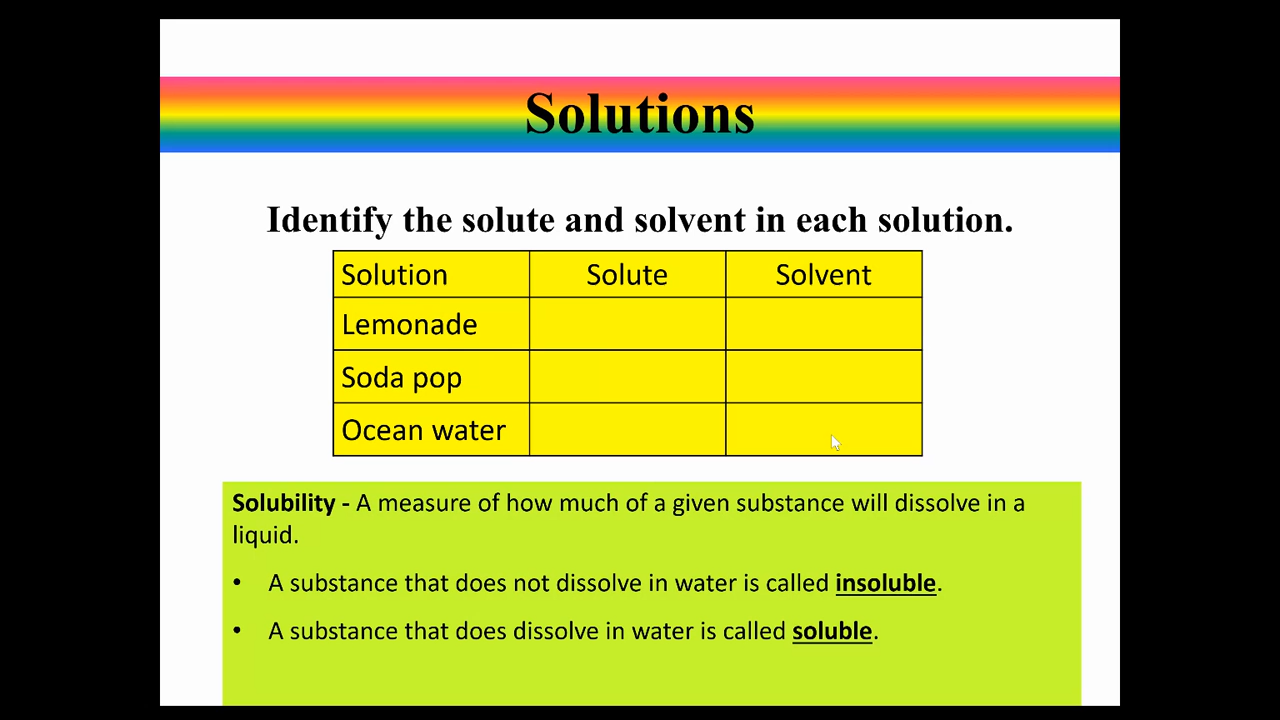 Solutions
Identify the solute and solvent in each solution.
Solution Solute Solvent
Lemonade
Soda pop
Ocean water
Solubility - A measure of how much of a given substance will dissolve in a
liquid.
• A substance that does not dissolve in water is called insoluble.
• A substance that does dissolve in water is called soluble.